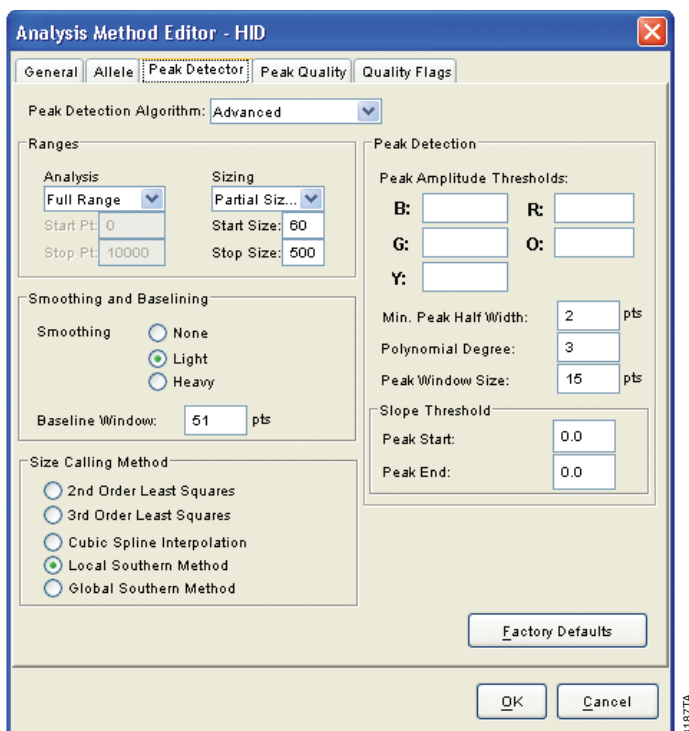 Analysis Method Editor - HID
General Allele Peak Detector Peak Quality Quality Flags
Peak Detection Algorithm: Advanced
Ranges
Analysis Sizing
Full Range Partial Siz...
Start Pt: 0 Start Size: 60
Stop Pt: 10000 Stop Size: 500
Smoothing and Baselining
Smoothing None
Light
Heavy
Baseline Window: 51 pts
Size Calling Method
2nd Order Least Squares
3rd Order Least Squares
Cubic Spline Interpolation
Local Southern Method
Global Southern Method
Peak Detection
Peak Amplitude Thresholds:
B: R:
G: O:
Y:
Min. Peak Half Width: 2 pts
Polynomial Degree: 3
Peak Window Size: 15 pts
Slope Threshold
Peak Start: 0.0
Peak End: 0.0
Factory Defaults
OK Cancel